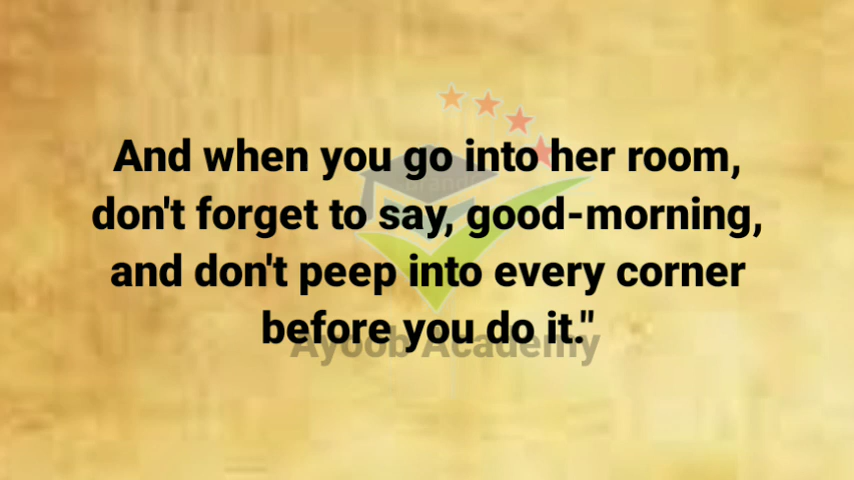 And when you go into her room,
don't forget to say, good-morning,
and don't peep into every corner
before you do it."
Ayoob Academy